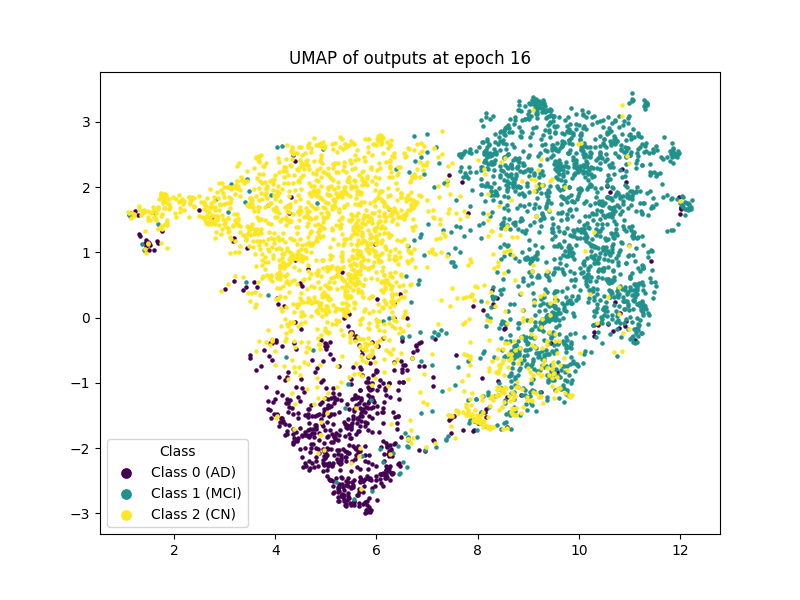 UMAP of outputs at epoch 16
3
2
1
0
−1
−2
−3
Class
Class 0 (AD)
Class 1 (MCI)
Class 2 (CN)
2 4 6 8 10 12